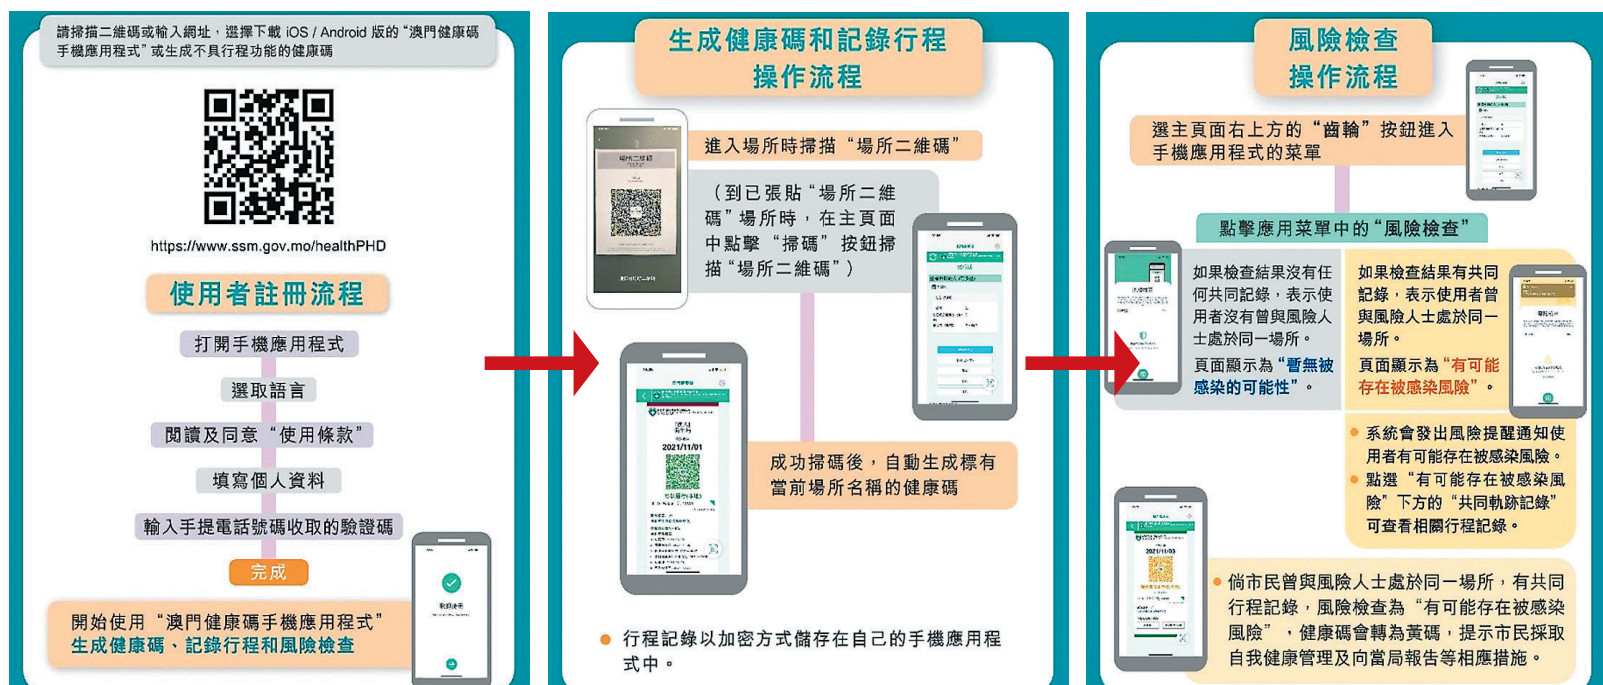 請掃描二維碼或輸入網址，選擇下載 iOS / Android 版的“澳門健康碼
手機應用程式”或生成不具行程功能的健康碼
https://www.ssm.gov.mo/healthPHD
使用者註冊流程
打開手機應用程式
選取語言
閱讀及同意“使用條款”
填寫個人資料
輸入手提電話號碼收取的驗證碼
完成
開始使用“澳門健康碼手機應用程式”
生成健康碼、記錄行程和風險檢查
生成健康碼和記錄行程
操作流程
場所二維碼
進入場所時掃描“場所二維碼”
（到已張貼“場所二維
碼”場所時，在主頁面
中點擊“掃碼”按鈕掃
描“場所二維碼”）
2021/11/01
成功掃碼後，自動生成標有
當前場所名稱的健康碼
行程記錄以加密方式儲存在自己的手機應用程
式中。
風險檢查
操作流程
選主頁面右上方的“齒輪”按鈕進入
手機應用程式的菜單
點擊應用菜單中的“風險檢查”
如果檢查結果沒有任
何共同記錄，表示使
用者沒有曾與風險人
士處於同一場所。
頁面顯示為“暫無被
感染的可能性”。
如果檢查結果有共同
記錄，表示使用者曾
與風險人士處於同一
場所。
頁面顯示為“有可能
存在被感染風險”。
系統會發出風險提醒通知使
用者有可能存在被感染風險。
點選“有可能存在被感染風
險”下方的“共同軌跡記錄”
可查看相關行程記錄。
2021/11/03
倘市民曾與風險人士處於同一場所，有共同
行程記錄，風險檢查為“有可能存在被感染
風險”，健康碼會轉為黃碼，提示市民採取
自我健康管理及向當局報告等相應措施。